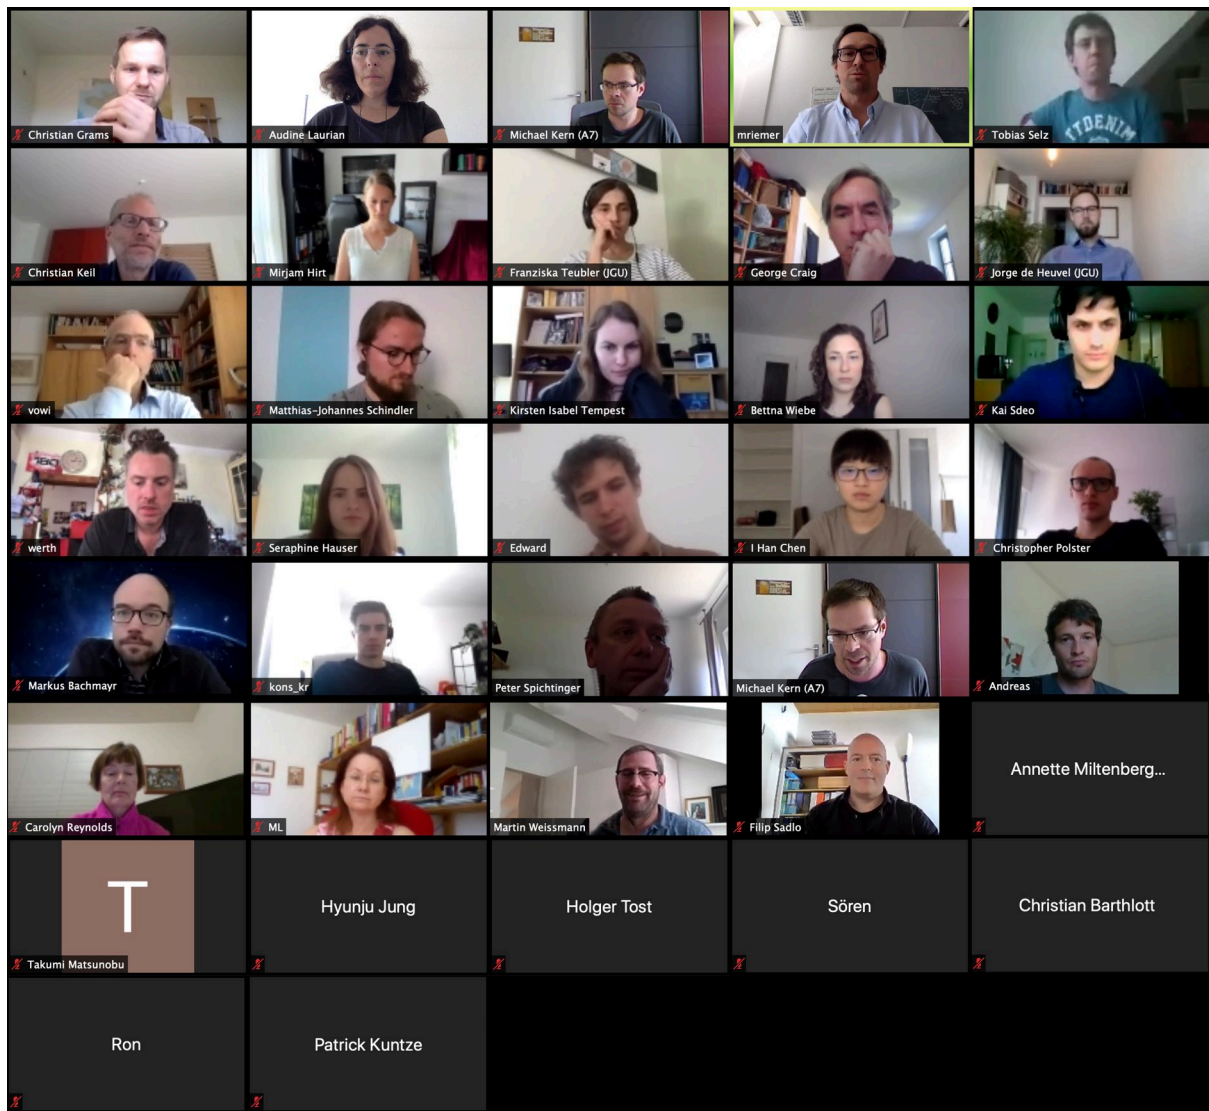 Christian Grams
Audine Laurian
Michael Kern (A7)
mriemer
Tobias Selz
TDENIM
Christian Keil
Mirjam Hirt
Franziska Teubler (JGU)
George Craig
Jorge de Heuvel (JGU)
vowi
Matthias-Johannes Schindler
Kirsten Isabel Tempest
Bettna Wiebe
Kai Sdeo
werth
Seraphine Hauser
Edward
I Han Chen
Christopher Polster
Markus Bachmayr
kons_kr
Peter Spichtinger
Michael Kern (A7)
Andreas
Carolyn Reynolds
ML
Martin Weissmann
Filip Sadlo
Annette Miltenberg...
T
Takumi Matsunobu
Hyunju Jung
Holger Tost
Sören
Christian Barthlott
Ron
Patrick Kuntze